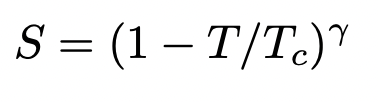 S = (1 − T/T_c)^γ